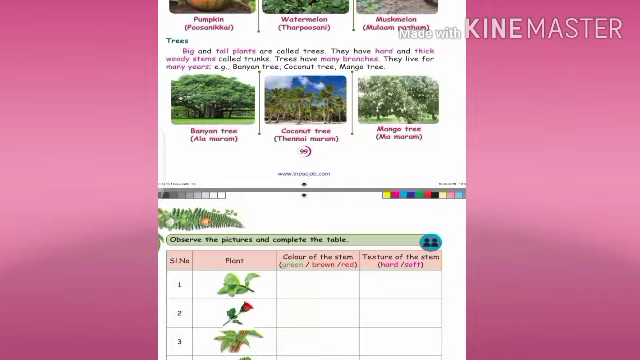 Pumpkin
(Poosanikkai)
Watermelon
(Tharpoosani)
Muskmelon
(Mulaam pazham)
Made with KINEMASTER
Trees
Big and tall plants are called trees. They have hard and thick
woody stems called trunks. Trees have many branches. They live for
many years; e.g., Banyan tree, Coconut tree, Mango tree.
Banyan tree
(Ala maram)
Coconut tree
(Thennai maram)
Mango tree
(Ma maram)
99
Observe the pictures and complete the table.
Sl.No
Plant
Colour of the stem
(green / brown /red)
Texture of the stem
(hard /soft)
1
2
3